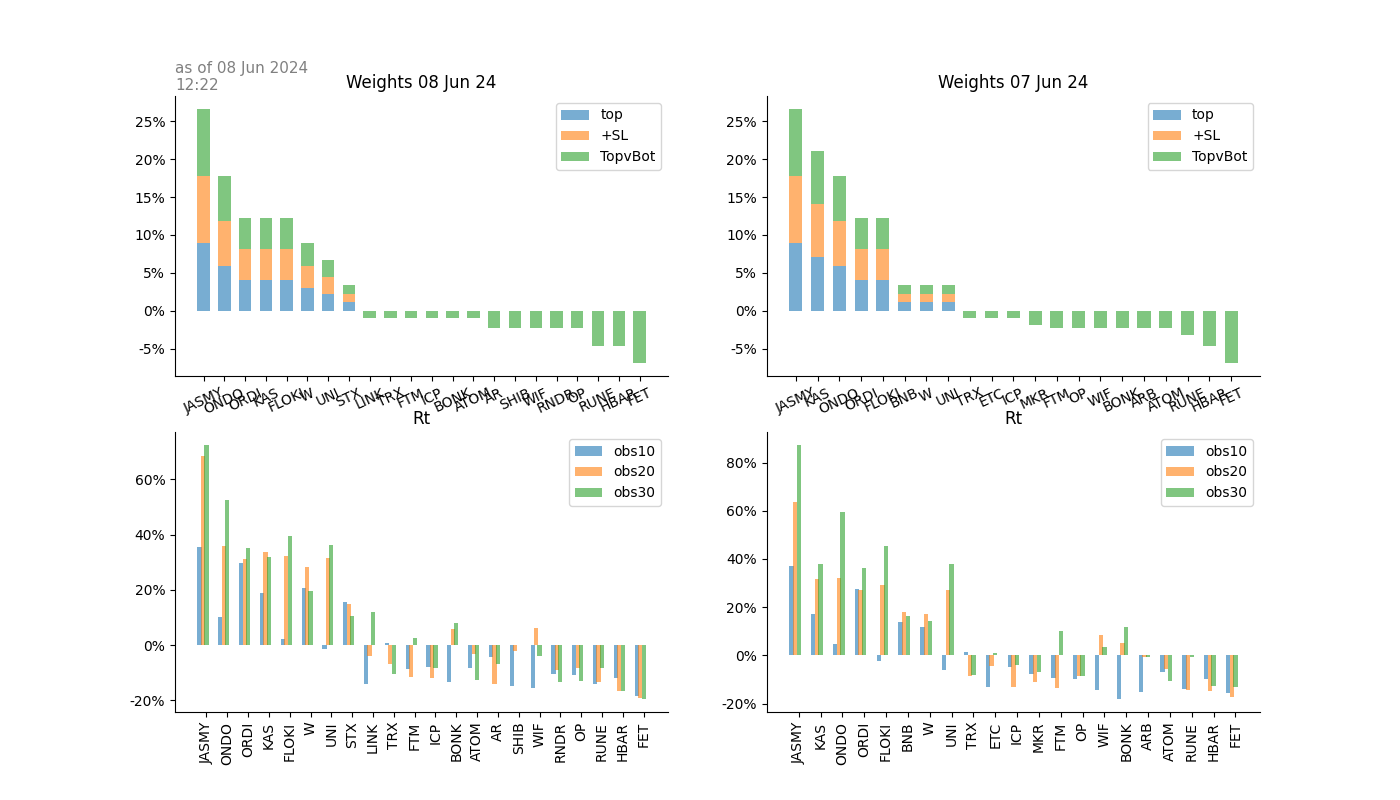 as of 08 Jun 2024
12:22
Weights 08 Jun 24
25%
20%
15%
10%
5%
0%
-5%
top
+SL
TopvBot
JASMY ONDO ORDI KAS FLOKI W UNI STX LINK TRX FTM ICP BONK ATOM AR SHIB WIF RNDR OP RUNE HBAR FET
Weights 07 Jun 24
25%
20%
15%
10%
5%
0%
-5%
top
+SL
TopvBot
JASMY KAS ONDO ORDI FLOKI BNB W UNI TRX ETC ICP MKR FTM OP WIF BONK ARB ATOM RUNE HBAR FET
Rt
60%
40%
20%
0%
-20%
obs10
obs20
obs30
JASMY ONDO ORDI KAS FLOKI W UNI STX LINK TRX FTM ICP BONK ATOM AR SHIB WIF RNDR OP RUNE HBAR FET
Rt
80%
60%
40%
20%
0%
-20%
obs10
obs20
obs30
JASMY KAS ONDO ORDI FLOKI BNB W UNI TRX ETC ICP MKR FTM OP WIF BONK ARB ATOM RUNE HBAR FET